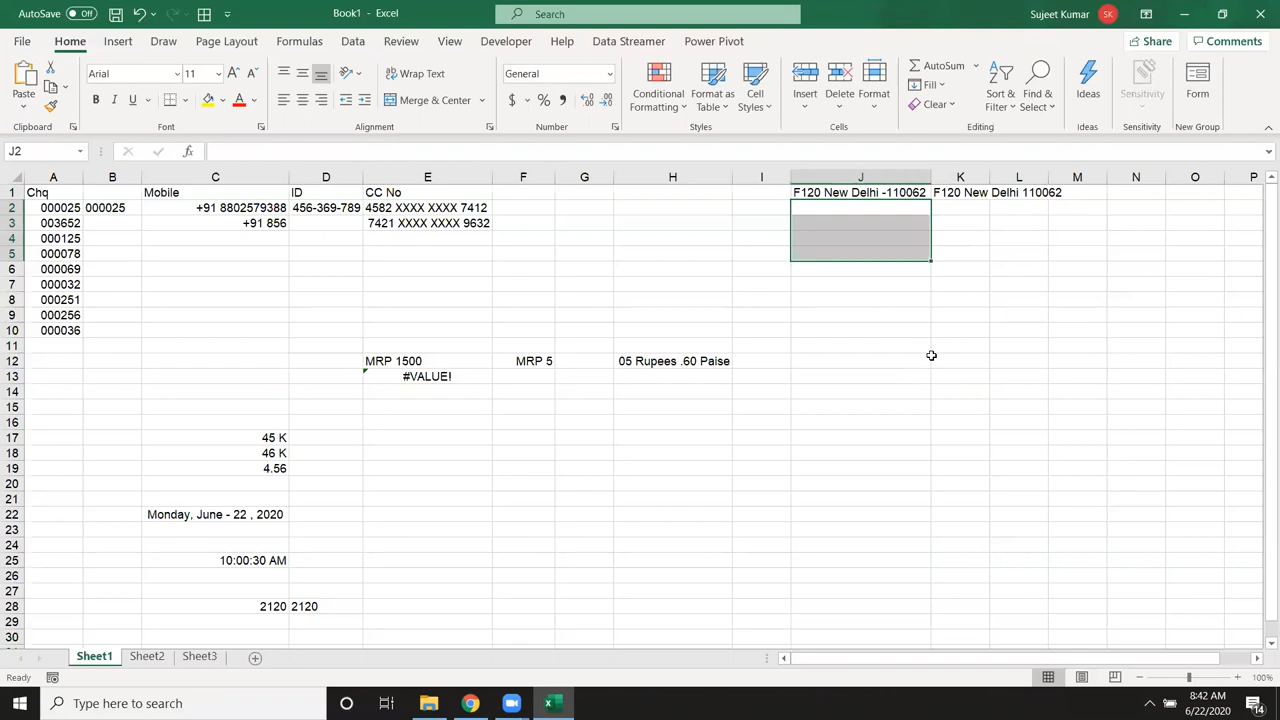 AutoSave Off Book1 - Excel Search Sujeet Kumar SK
File Home Insert Draw Page Layout Formulas Data Review View Developer Help Data Streamer Power Pivot Share Comments
Paste Arial 11 Wrap Text General Conditional Formatting Format as Table Cell Styles Insert Delete Format AutoSum Fill Clear Sort & Filter Find & Select Ideas Sensitivity Form
B I U A Merge & Center $ % ,
Clipboard Font Alignment Number Styles Cells Editing Ideas Sensitivity New Group
J2 fx
A B C D E F G H I J K L M N O P
1 Chq Mobile ID CC No F120 New Delhi -110062 F120 New Delhi 110062
2 000025 000025 +91 8802579388 456-369-789 4582 XXXX XXXX 7412
3 003652 +91 856 7421 XXXX XXXX 9632
4 000125
5 000078
6 000069
7 000032
8 000251
9 000256
10 000036
11
12 MRP 1500 MRP 5 05 Rupees .60 Paise
13 #VALUE!
14
15
16
17 45 K
18 46 K
19 4.56
20
21
22 Monday, June - 22 , 2020
23
24
25 10:00:30 AM
26
27
28 2120 2120
29
30
Sheet1 Sheet2 Sheet3
Ready 100%
Type here to search 8:42 AM
6/22/2020 14